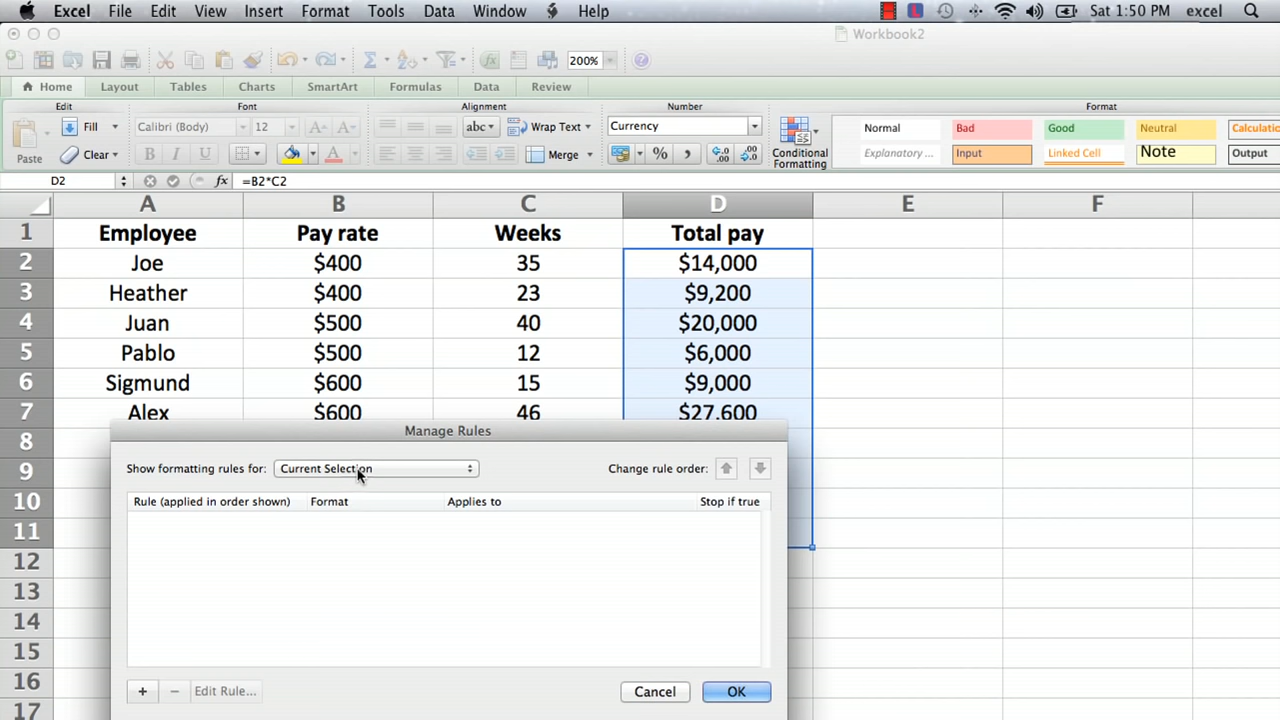 Excel File Edit View Insert Format Tools Data Window Help Sat 1:50 PM excel
Workbook2
200%
Home Layout Tables Charts SmartArt Formulas Data Review
Edit Font Alignment Number Format
Fill Calibri (Body) 12 A A abc Wrap Text Currency Normal Bad Good Neutral Calculatio
Paste Clear B I U A Merge % Conditional Formatting Explanatory ... Input Linked Cell Note Output
D2 fx =B2*C2
A B C D E F
1 Employee Pay rate Weeks Total pay
2 Joe $400 35 $14,000
3 Heather $400 23 $9,200
4 Juan $500 40 $20,000
5 Pablo $500 12 $6,000
6 Sigmund $600 15 $9,000
7 Alex $600 46 $27,600
8 Manage Rules
9 Show formatting rules for: Current Selection Change rule order:
10 Rule (applied in order shown) Format Applies to Stop if true
11
12
13
14
15
16 + − Edit Rule... Cancel OK
17